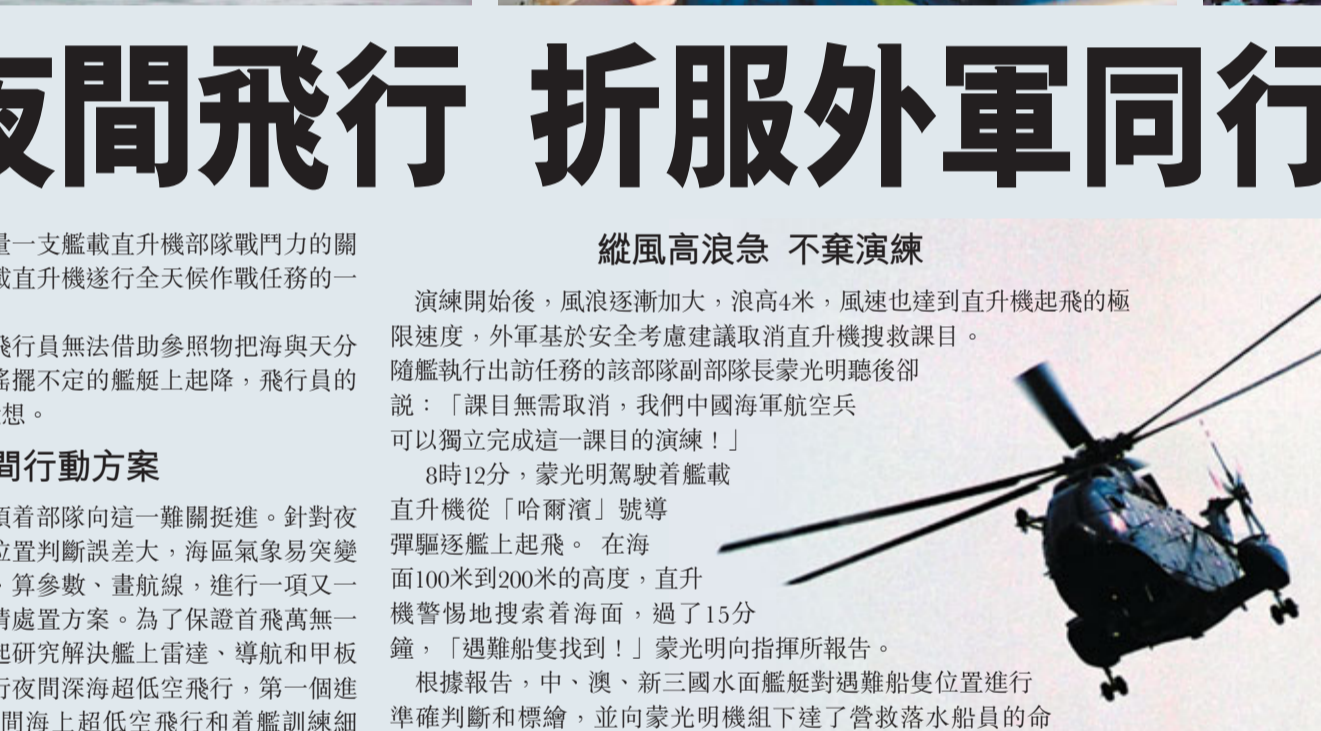 夜間飛行 折服外軍同行
量一支艦載直升機部隊戰鬥力的關
載直升機遂行全天候作戰任務的一
飛行員無法借助參照物把海與天分
搖擺不定的艦艇上起降，飛行員的
想。
間行動方案
頂着部隊向這一難關挺進。針對夜
位置判斷誤差大，海區氣象易突變
，算參數、畫航線，進行一項又一
情處置方案。為了保證首飛萬無一
起研究解決艦上雷達、導航和甲板
行夜間深海超低空飛行，第一個進
間海上超低空飛行和着艦訓練細
縱風高浪急 不棄演練
演練開始後，風浪逐漸加大，浪高4米，風速也達到直升機起飛的極
限速度，外軍基於安全考慮建議取消直升機搜救課目。
隨艦執行出訪任務的該部隊副部隊長蒙光明聽後卻
説：「課目無需取消，我們中國海軍航空兵
可以獨立完成這一課目的演練！」
8時12分，蒙光明駕駛着艦載
直升機從「哈爾濱」號導
彈驅逐艦上起飛。 在海
面100米到200米的高度，直升
機警惕地搜索着海面，過了15分
鐘，「遇難船隻找到！」蒙光明向指揮所報告。
根據報告，中、澳、新三國水面艦艇對遇難船隻位置進行
準確判斷和標繪，並向蒙光明機組下達了營救落水船員的命